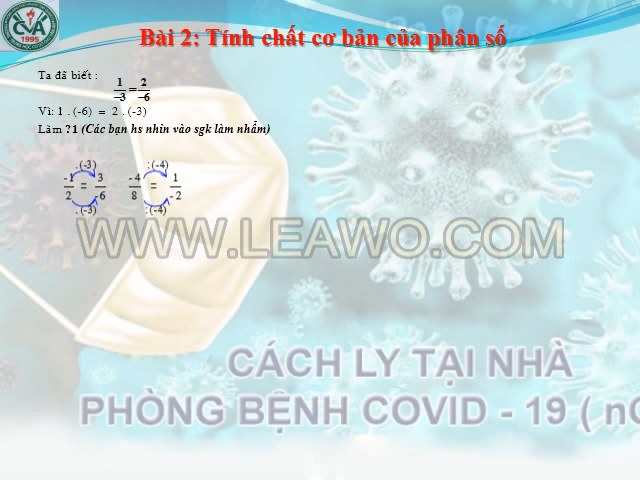 CVA
1995
Bài 2: Tính chất cơ bản của phân số
Ta đã biết :
1/−3 = 2/−6
Vì: 1 . (-6) = 2 . (-3)
Làm ?1 (Các bạn hs nhìn vào sgk làm nhẩm)
. (-3) : (-4)
-1/2 = 3/-6 -4/8 = 1/-2
. (-3) : (-4)
WWW.LEAWO.COM
CÁCH LY TẠI NHÀ
PHÒNG BỆNH COVID - 19 ( nC